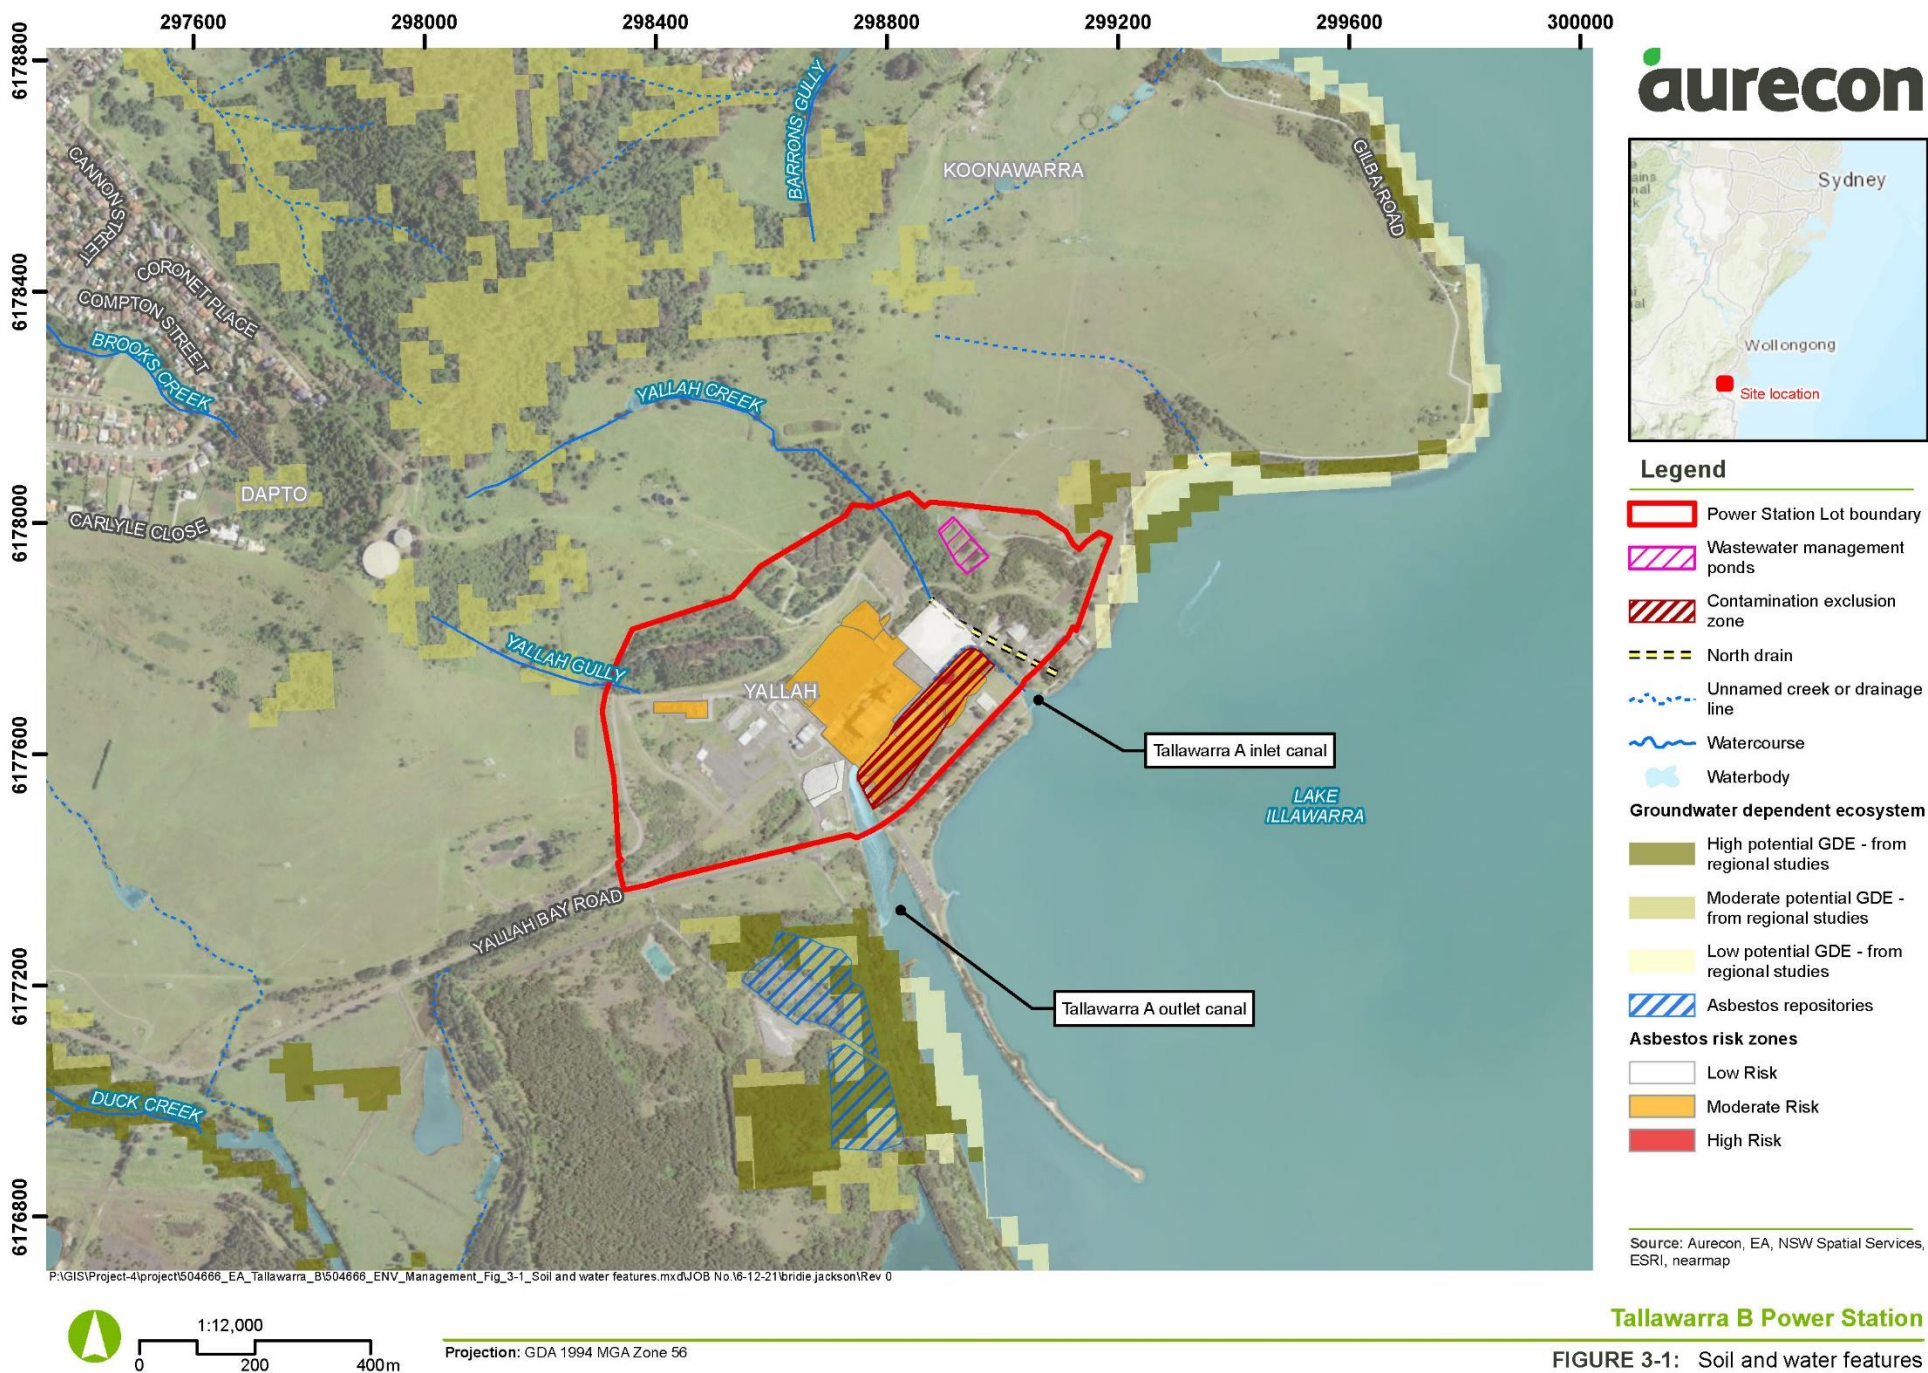 297600
298000
298400
298800
299200
299600
300000
6178800
6178400
6178000
6177600
6177200
6176800
BARRONS GULLY
KOONAWARRA
GILBA ROAD
CANNON STREET
CORONET PLACE
COMPTON STREET
BROOKS CREEK
YALLAH CREEK
DAPTO
CARLYLE CLOSE
YALLAH GULLY
YALLAH
Tallawarra A inlet canal
LAKE
ILLAWARRA
YALLAH BAY ROAD
Tallawarra A outlet canal
DUCK CREEK
aurecon
Sydney
Wollongong
Site location
Legend
Power Station Lot boundary
Wastewater management
ponds
Contamination exclusion
zone
North drain
Unnamed creek or drainage
line
Watercourse
Waterbody
Groundwater dependent ecosystem
High potential GDE - from
regional studies
Moderate potential GDE -
from regional studies
Low potential GDE - from
regional studies
Asbestos repositories
Asbestos risk zones
Low Risk
Moderate Risk
High Risk
Source: Aurecon, EA, NSW Spatial Services,
ESRI, nearmap
P:\GIS\Project-4\project\504666_EA_Tallawarra_B\504666_ENV_Management_Fig_3-1_Soil and water features.mxd\JOB No.\6-12-21\bridie.jackson\Rev 0
1:12,000
0 200 400m
Projection: GDA 1994 MGA Zone 56
Tallawarra B Power Station
FIGURE 3-1: Soil and water features